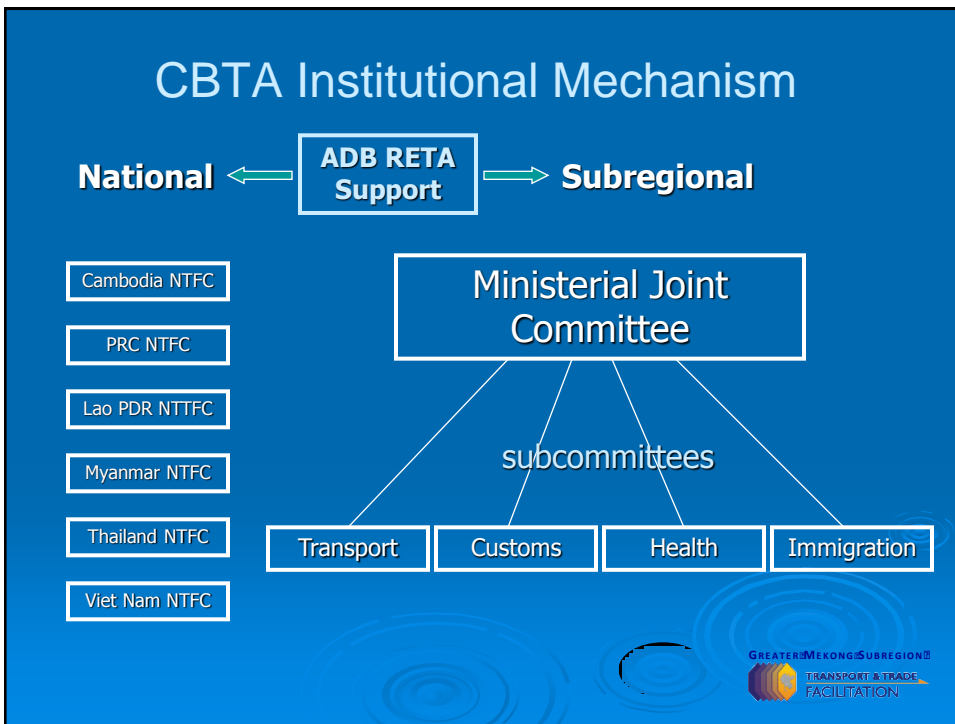 CBTA Institutional Mechanism
National
ADB RETA
Support
Subregional
Cambodia NTFC
PRC NTFC
Lao PDR NTTFC
Myanmar NTFC
Thailand NTFC
Viet Nam NTFC
Ministerial Joint
Committee
subcommittees
Transport
Customs
Health
Immigration
GREATER MEKONG SUBREGION
TRANSPORT & TRADE
FACILITATION